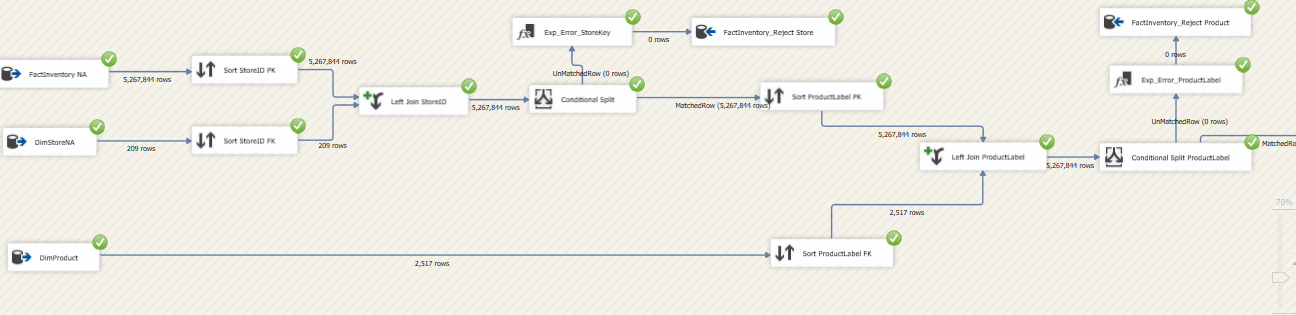 FactInventory_Reject Product
Exp_Error_StoreKey
0 rows
FactInventory_Reject Store
0 rows
FactInventory NA
5,267,844 rows
Sort StoreID PK
5,267,844 rows
UnMatchedRow (0 rows)
Exp_Error_ProductLabel
Left Join StoreID
5,267,844 rows
Conditional Split
MatchedRow (5,267,844 rows)
Sort ProductLabel PK
UnMatchedRow (0 rows)
DimStoreNA
209 rows
Sort StoreID FK
209 rows
5,267,844 rows
MatchedRo
Left Join ProductLabel
5,267,844 rows
Conditional Split ProductLabel
2,517 rows
70%
DimProduct
2,517 rows
Sort ProductLabel FK